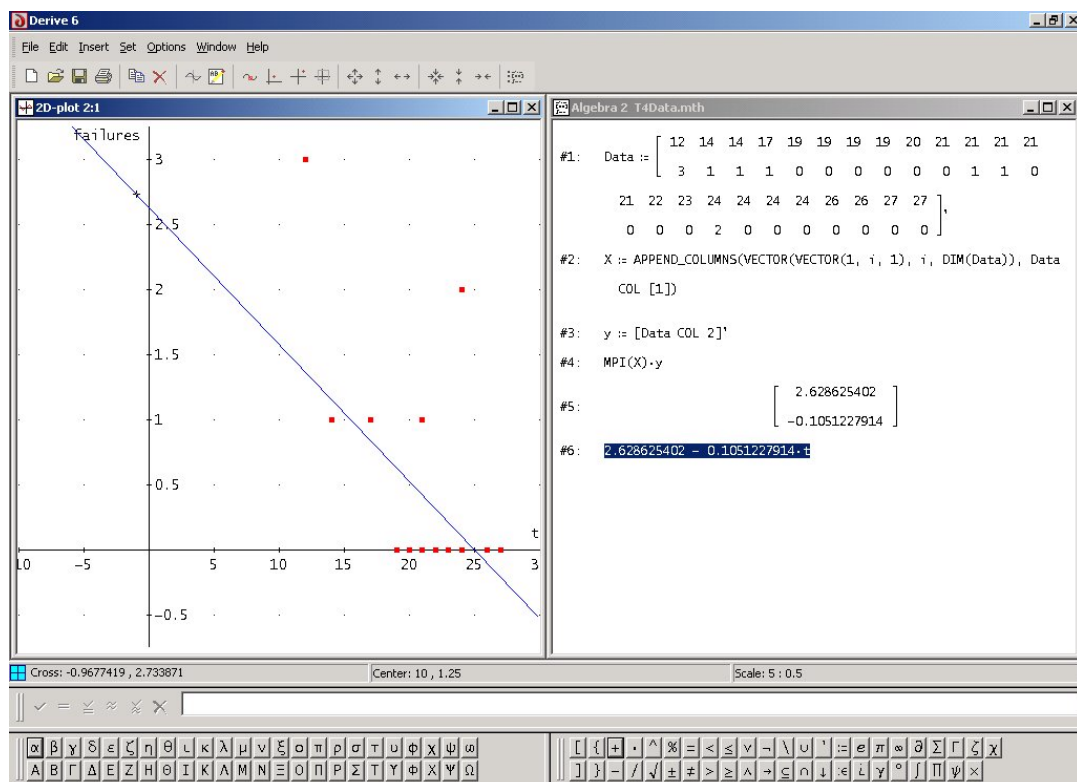 Derive 6
File Edit Insert Set Options Window Help
2D-plot 2:1
failures
3
2.5
2
1.5
1
0.5
10 -5 5 10 15 20 25 3
t
-0.5
Algebra 2 T4Data.mth
#1: Data := [ 12 14 14 17 19 19 19 19 20 21 21 21 21
3 1 1 1 0 0 0 0 0 0 1 1 0
21 22 23 24 24 24 24 26 26 27 27 ]'
0 0 0 2 0 0 0 0 0 0 0
#2: X := APPEND_COLUMNS(VECTOR(VECTOR(1, i, 1), i, DIM(Data)), Data
COL [1])
#3: y := [Data COL 2]'
#4: MPI(X)·y
#5: [ 2.628625402
-0.1051227914 ]
#6: 2.628625402 - 0.1051227914·t
Cross: -0.9677419 , 2.733871 Center: 10 , 1.25 Scale: 5 : 0.5
✓ = ≚ ≈ ✕
α β γ δ ε ζ η θ ι κ λ μ ν ξ ο π ρ σ τ υ φ χ ψ ω
Α Β Γ Δ Ε Ζ Η Θ Ι Κ Λ Μ Ν Ξ Ο Π Ρ Σ Τ Υ Φ Χ Ψ Ω
[ { + · ^ % = < ≤ ∨ ¬ \ ∪ ' := e π ∞ ∂ Σ Γ ζ χ
] } - / √ ± ≠ > ≥ ∧ → ⊆ ∩ ↓ :∈ i γ ° ∫ Π ψ ×